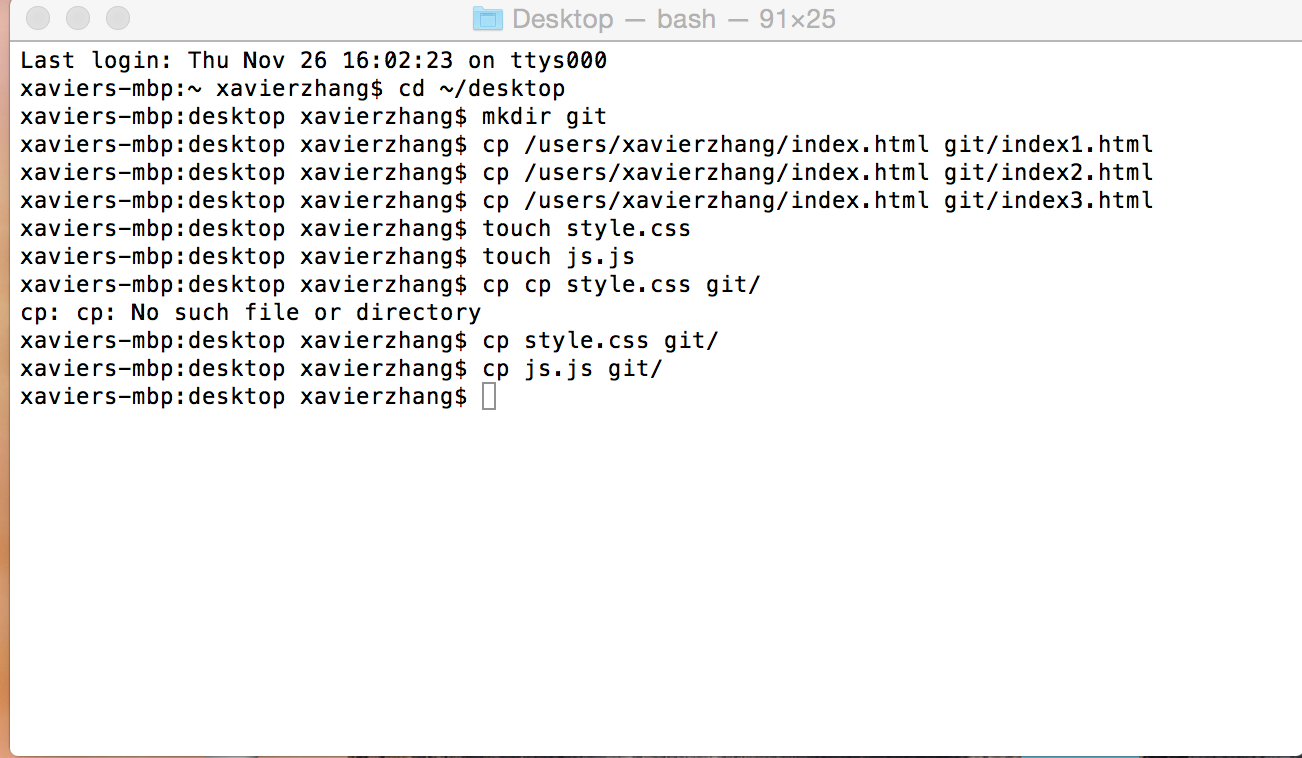 Desktop — bash — 91×25
Last login: Thu Nov 26 16:02:23 on ttys000
xaviers-mbp:~ xavierzhang$ cd ~/desktop
xaviers-mbp:desktop xavierzhang$ mkdir git
xaviers-mbp:desktop xavierzhang$ cp /users/xavierzhang/index.html git/index1.html
xaviers-mbp:desktop xavierzhang$ cp /users/xavierzhang/index.html git/index2.html
xaviers-mbp:desktop xavierzhang$ cp /users/xavierzhang/index.html git/index3.html
xaviers-mbp:desktop xavierzhang$ touch style.css
xaviers-mbp:desktop xavierzhang$ touch js.js
xaviers-mbp:desktop xavierzhang$ cp cp style.css git/
cp: cp: No such file or directory
xaviers-mbp:desktop xavierzhang$ cp style.css git/
xaviers-mbp:desktop xavierzhang$ cp js.js git/
xaviers-mbp:desktop xavierzhang$